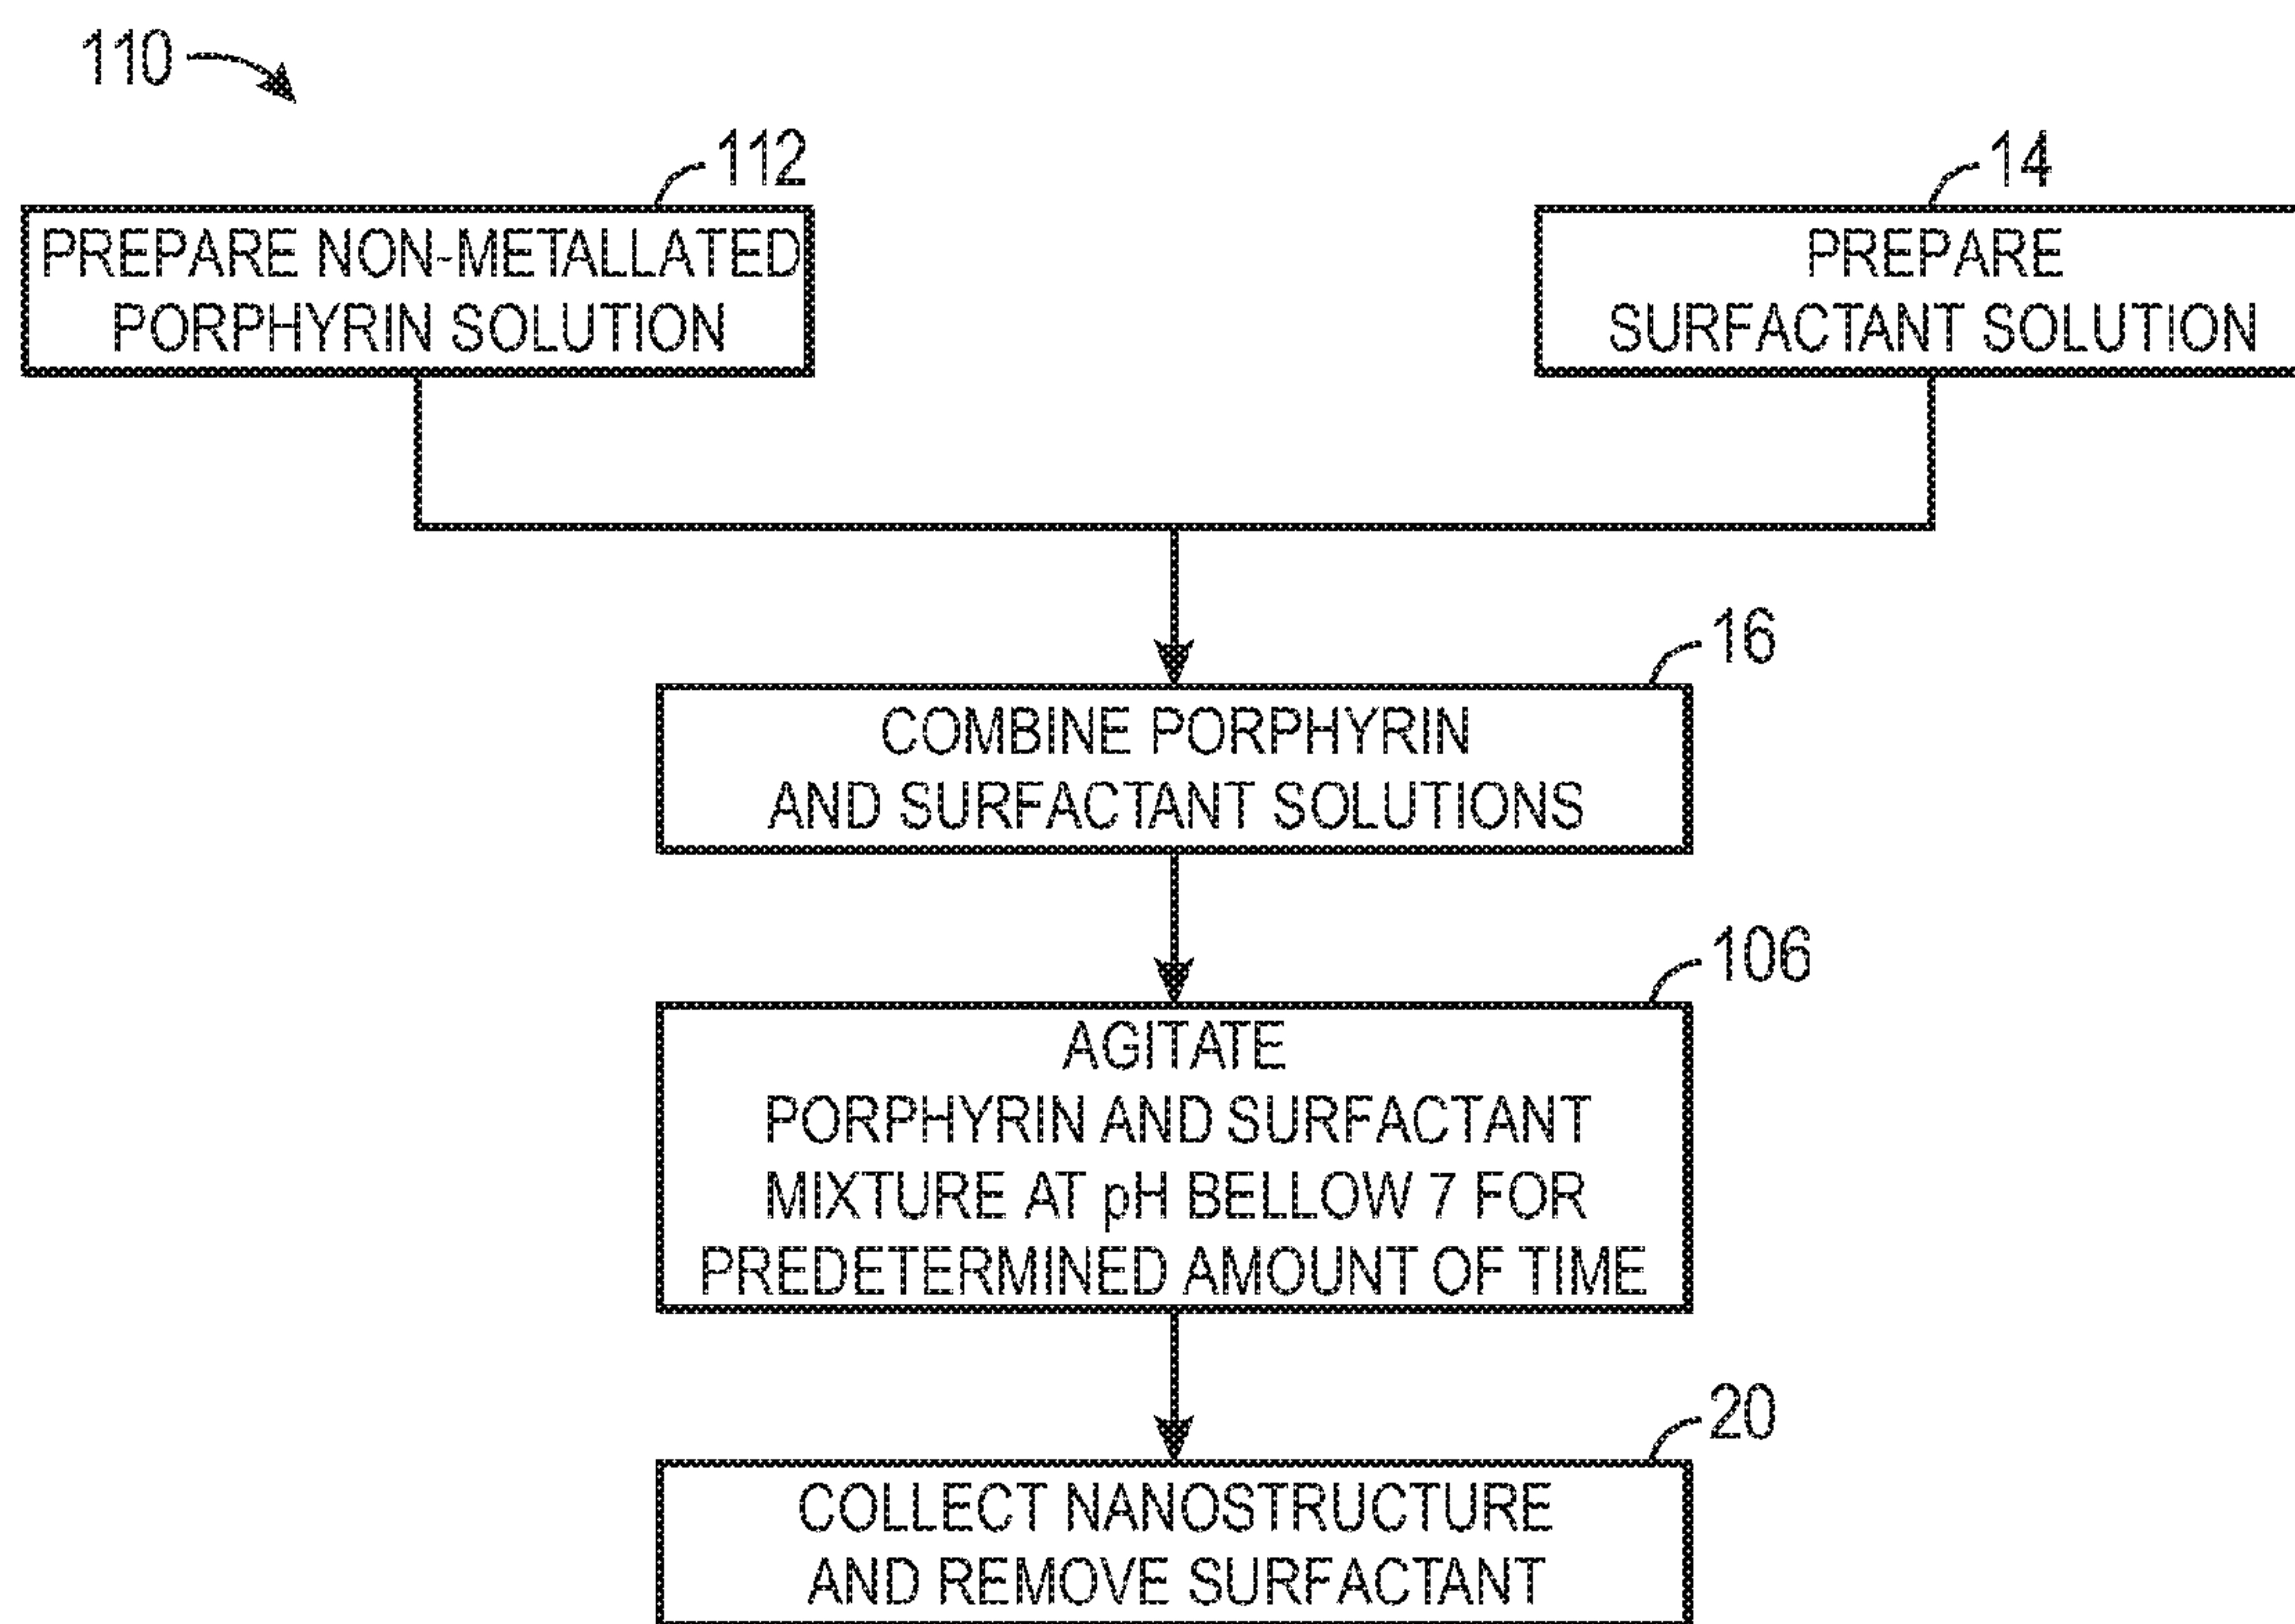 110
112
PREPARE NON-METALLATED
PORPHYRIN SOLUTION
14
PREPARE
SURFACTANT SOLUTION
16
COMBINE PORPHYRIN
AND SURFACTANT SOLUTIONS
106
AGITATE
PORPHYRIN AND SURFACTANT
MIXTURE AT pH BELLOW 7 FOR
PREDETERMINED AMOUNT OF TIME
20
COLLECT NANOSTRUCTURE
AND REMOVE SURFACTANT